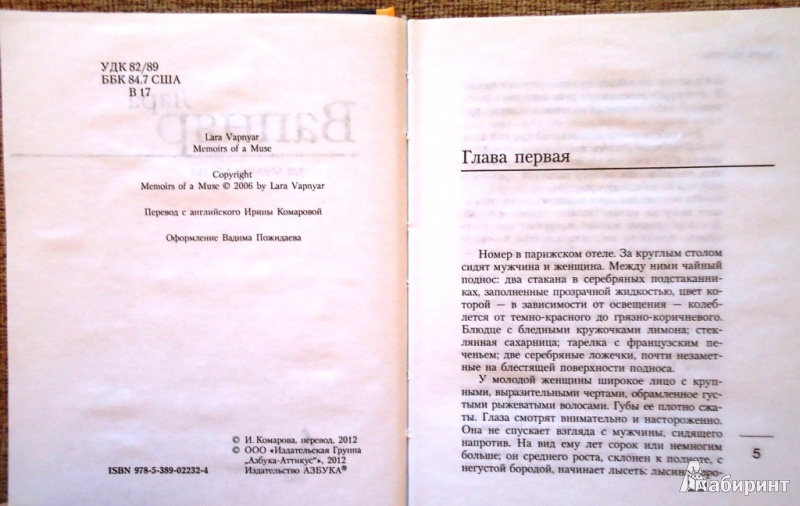 УДК 82/89
ББК 84.7 США
В 17
Lara Vapnyar
Memoirs of a Muse
Copyright
Memoirs of a Muse © 2006 by Lara Vapnyar
Перевод с английского Ирины Комаровой
Оформление Вадима Пожидаева
© И. Комарова, перевод, 2012
© ООО «Издательская Группа
„Азбука-Аттикус“», 2012
ISBN 978-5-389-02232-4
Издательство АЗБУКА®
Глава первая
Номер в парижском отеле. За круглым столом
сидят мужчина и женщина. Между ними чайный
поднос: два стакана в серебряных подстаканни-
ках, заполненные прозрачной жидкостью, цвет ко-
торой — в зависимости от освещения — колеб-
лется от темно-красного до грязно-коричневого.
Блюдце с бледными кружочками лимона; стек-
лянная сахарница; тарелка с французским пе-
ченьем; две серебряные ложечки, почти незамет-
ные на блестящей поверхности подноса.
У молодой женщины широкое лицо с круп-
ными, выразительными чертами, обрамленное гус-
тыми рыжеватыми волосами. Губы ее плотно сжа-
ты. Глаза смотрят внимательно и настороженно.
Она не спускает взгляда с мужчины, сидящего
напротив. На вид ему лет сорок или немногим
больше; он среднего роста, склонен к полноте, с
негустой бородой, начинает лысеть:
5
Лабиринт